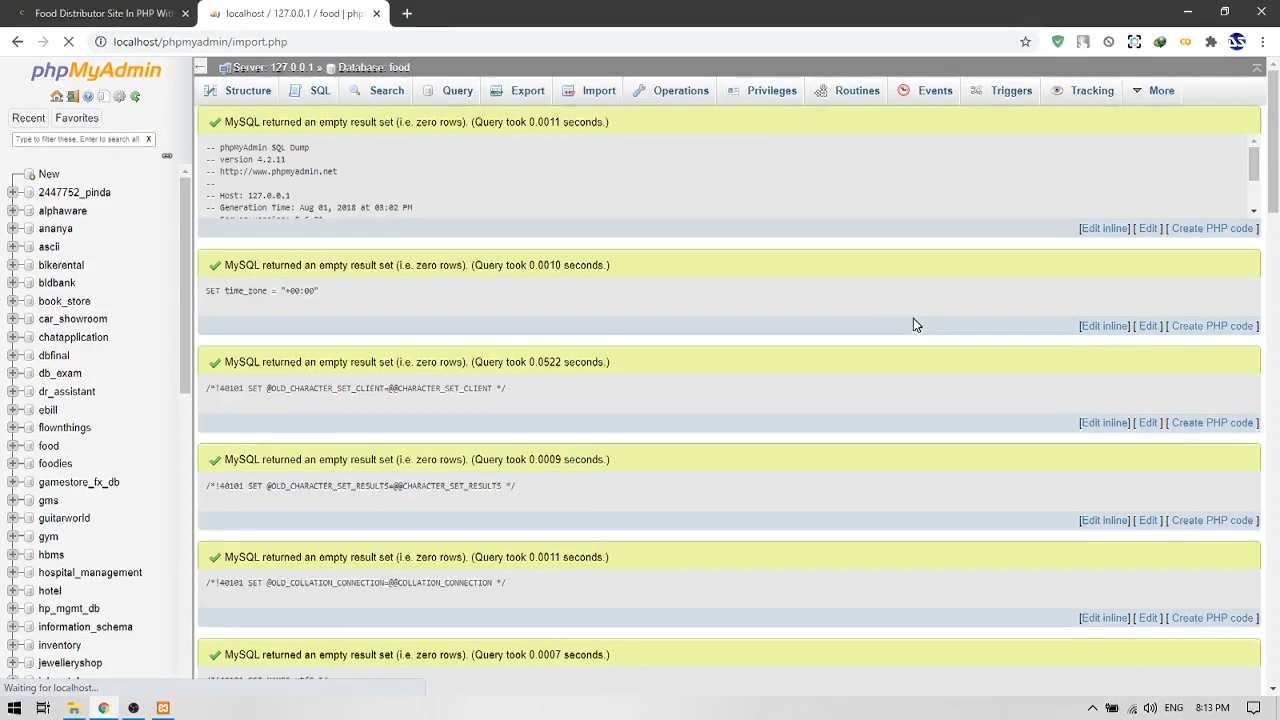 Food Distributor Site In PHP With
localhost / 127.0.0.1 / food | php
localhost/phpmyadmin/import.php
phpMyAdmin
Recent
Favorites
Type to filter these, Enter to search all
X
New
2447752_pinda
alphaware
ananya
ascii
bikerental
bldbank
book_store
car_showroom
chatapplication
dbfinal
db_exam
dr_assistant
ebill
flownthings
food
foodies
gamestore_fx_db
gms
guitarworld
gym
hbms
hospital_management
hotel
hp_mgmt_db
information_schema
inventory
jewelleryshop
Server: 127.0.0.1 » Database: food
Structure SQL Search Query Export Import Operations Privileges Routines Events Tracking Triggers More
MySQL returned an empty result set (i.e. zero rows). (Query took 0.0011 seconds.)
-- phpMyAdmin SQL Dump
-- version 4.2.11
-- http://www.phpmyadmin.net
--
-- Host: 127.0.0.1
-- Generation Time: Aug 01, 2018 at 03:02 PM
[Edit inline] [ Edit ] [ Create PHP code ]
MySQL returned an empty result set (i.e. zero rows). (Query took 0.0010 seconds.)
SET time_zone = "+00:00"
[Edit inline] [ Edit ] [ Create PHP code ]
MySQL returned an empty result set (i.e. zero rows). (Query took 0.0522 seconds.)
/*!40101 SET @OLD_CHARACTER_SET_CLIENT=@@CHARACTER_SET_CLIENT */
[Edit inline] [ Edit ] [ Create PHP code ]
MySQL returned an empty result set (i.e. zero rows). (Query took 0.0009 seconds.)
/*!40101 SET @OLD_CHARACTER_SET_RESULTS=@@CHARACTER_SET_RESULTS */
[Edit inline] [ Edit ] [ Create PHP code ]
MySQL returned an empty result set (i.e. zero rows). (Query took 0.0011 seconds.)
/*!40101 SET @OLD_COLLATION_CONNECTION=@@COLLATION_CONNECTION */
[Edit inline] [ Edit ] [ Create PHP code ]
MySQL returned an empty result set (i.e. zero rows). (Query took 0.0007 seconds.)
Waiting for localhost...
ENG 8:13 PM